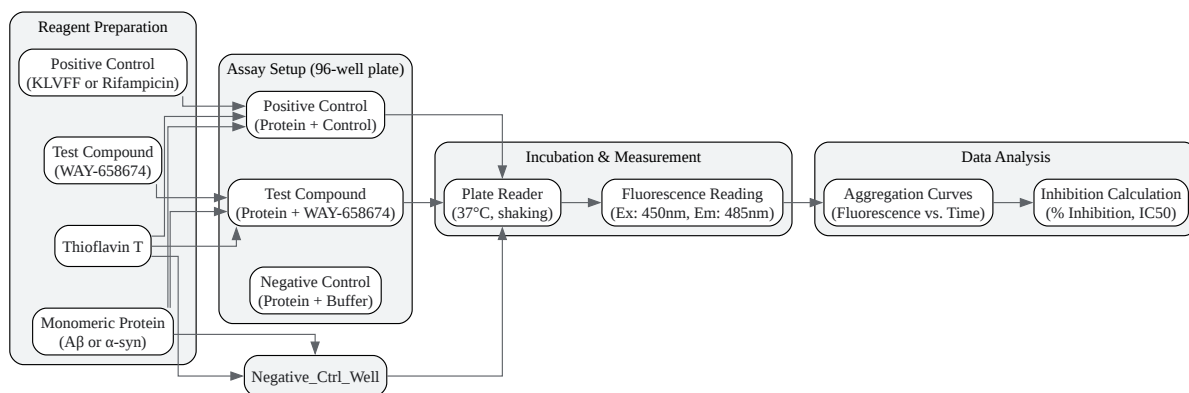 Reagent Preparation
Positive Control
(KLVFF or Rifampicin)
Test Compound
(WAY-658674)
Thioflavin T
Monomeric Protein
(Aβ or α-syn)
Assay Setup (96-well plate)
Positive Control
(Protein + Control)
Test Compound
(Protein + WAY-658674)
Negative Control
(Protein + Buffer)
Negative_Ctrl_Well
Incubation & Measurement
Plate Reader
(37°C, shaking)
Fluorescence Reading
(Ex: 450nm, Em: 485nm)
Data Analysis
Aggregation Curves
(Fluorescence vs. Time)
Inhibition Calculation
(% Inhibition, IC50)